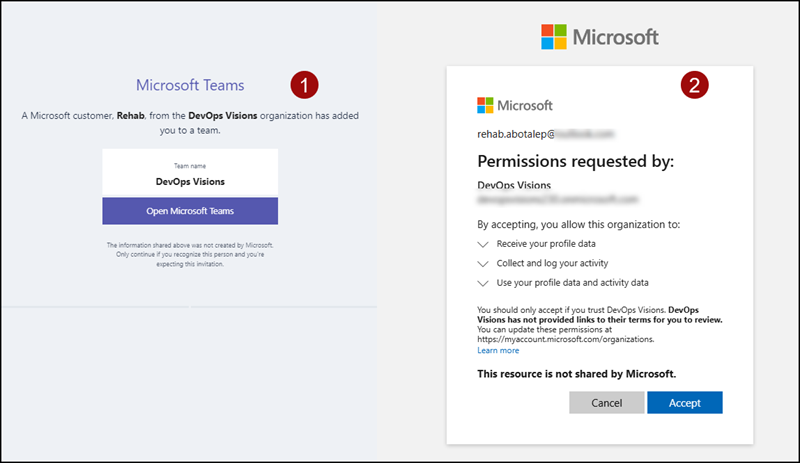 Microsoft Teams
1
A Microsoft customer, Rehab, from the DevOps Visions organization has added
you to a team.
Team name
DevOps Visions
Open Microsoft Teams
The information shared above was not created by Microsoft.
Only continue if you recognize this person and you're
expecting this invitation.
Microsoft
2
Microsoft
rehab.abotalep@
Permissions requested by:
DevOps Visions
By accepting, you allow this organization to:
Receive your profile data
Collect and log your activity
Use your profile data and activity data
You should only accept if you trust DevOps Visions. DevOps
Visions has not provided links to their terms for you to review.
You can update these permissions at
https://myaccount.microsoft.com/organizations.
Learn more
This resource is not shared by Microsoft.
Cancel
Accept